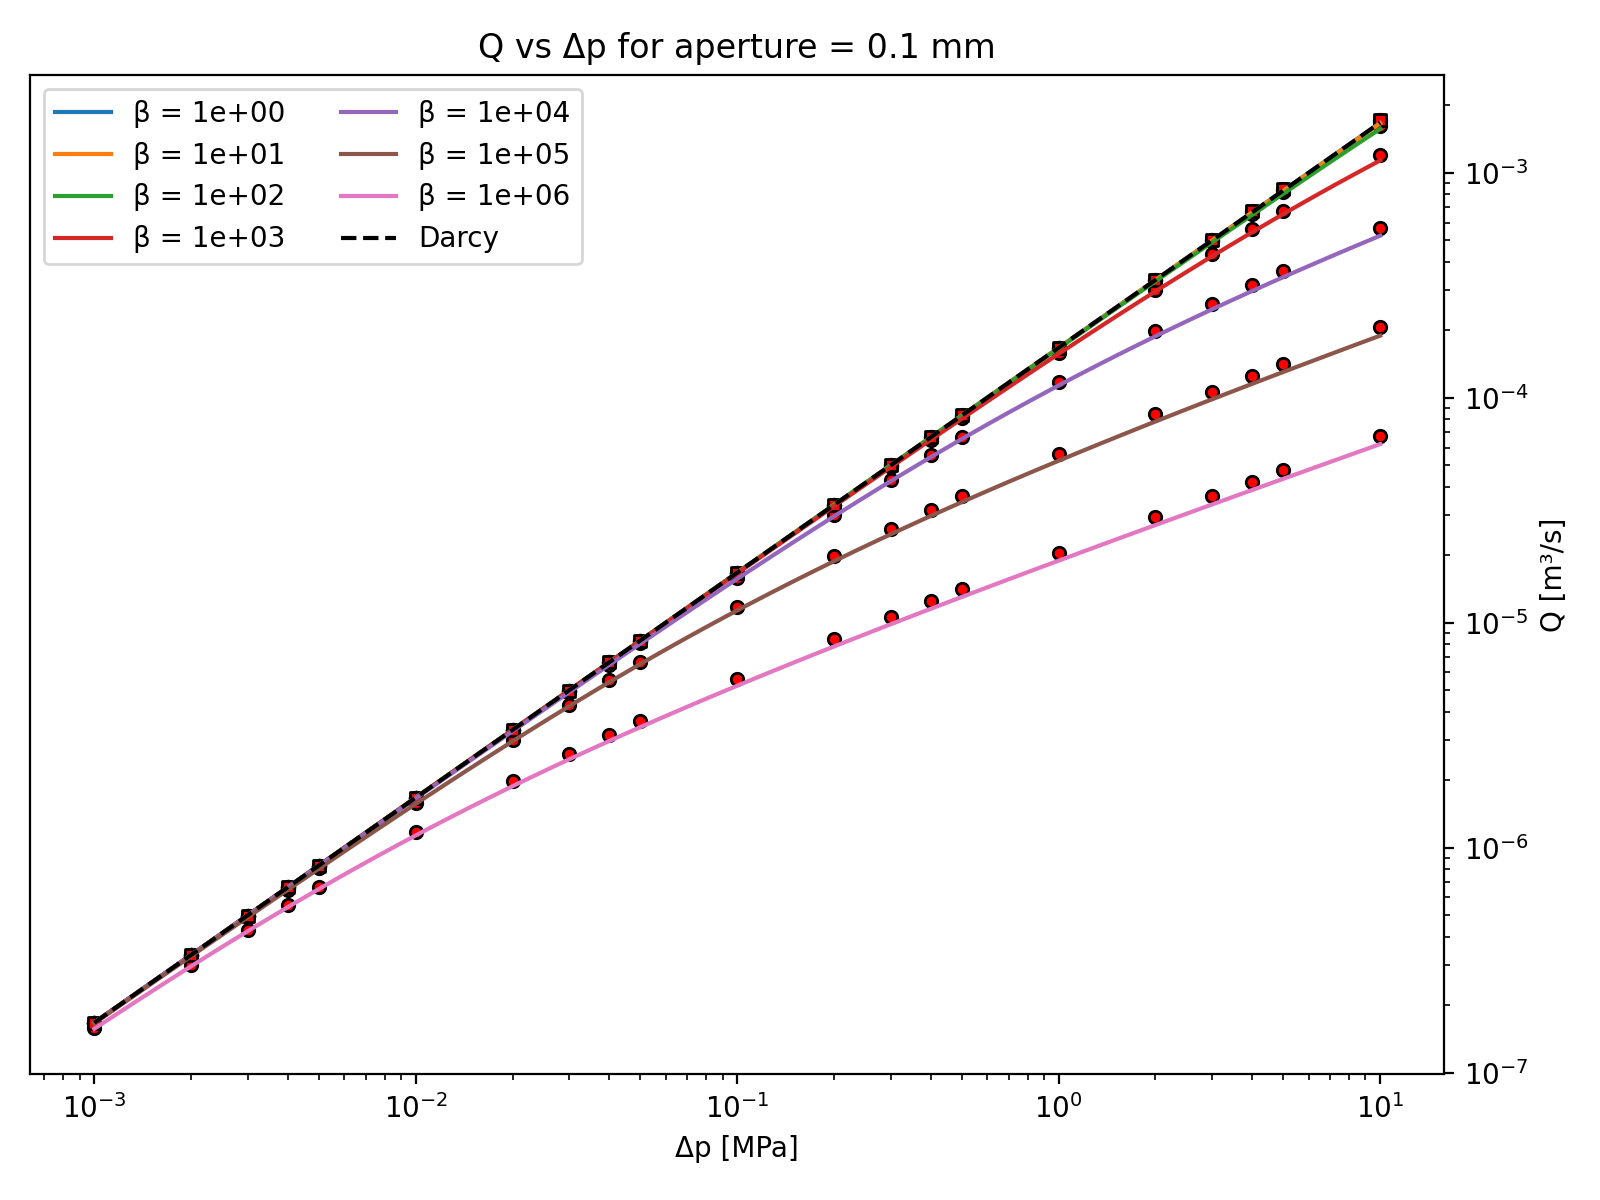 Q vs Δp for aperture = 0.1 mm
β = 1e+00
β = 1e+01
β = 1e+02
β = 1e+03
β = 1e+04
β = 1e+05
β = 1e+06
Darcy
10⁻³
10⁻⁴
10⁻⁵
10⁻⁶
10⁻⁷
Q [m³/s]
10⁻³ 10⁻² 10⁻¹ 10⁰ 10¹
Δp [MPa]